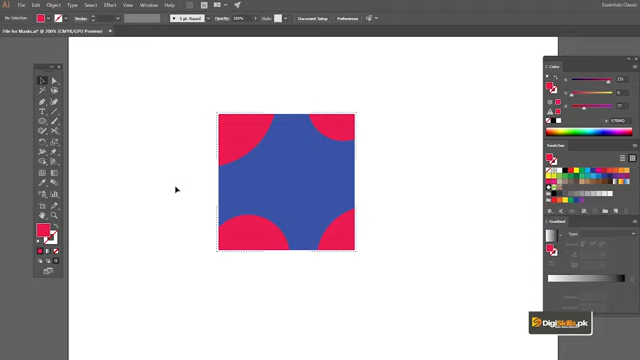 Ai File Edit Object Type Select Effect View Window Help
Essentials Classic
No Selection Stroke: 5 pt. Round Opacity: 100% Style: Document Setup Preferences
File for Masks.ai* @ 200% (CMYK/GPU Preview) ×
Color
Swatches
Gradient
Type:
DigiSkills.pk